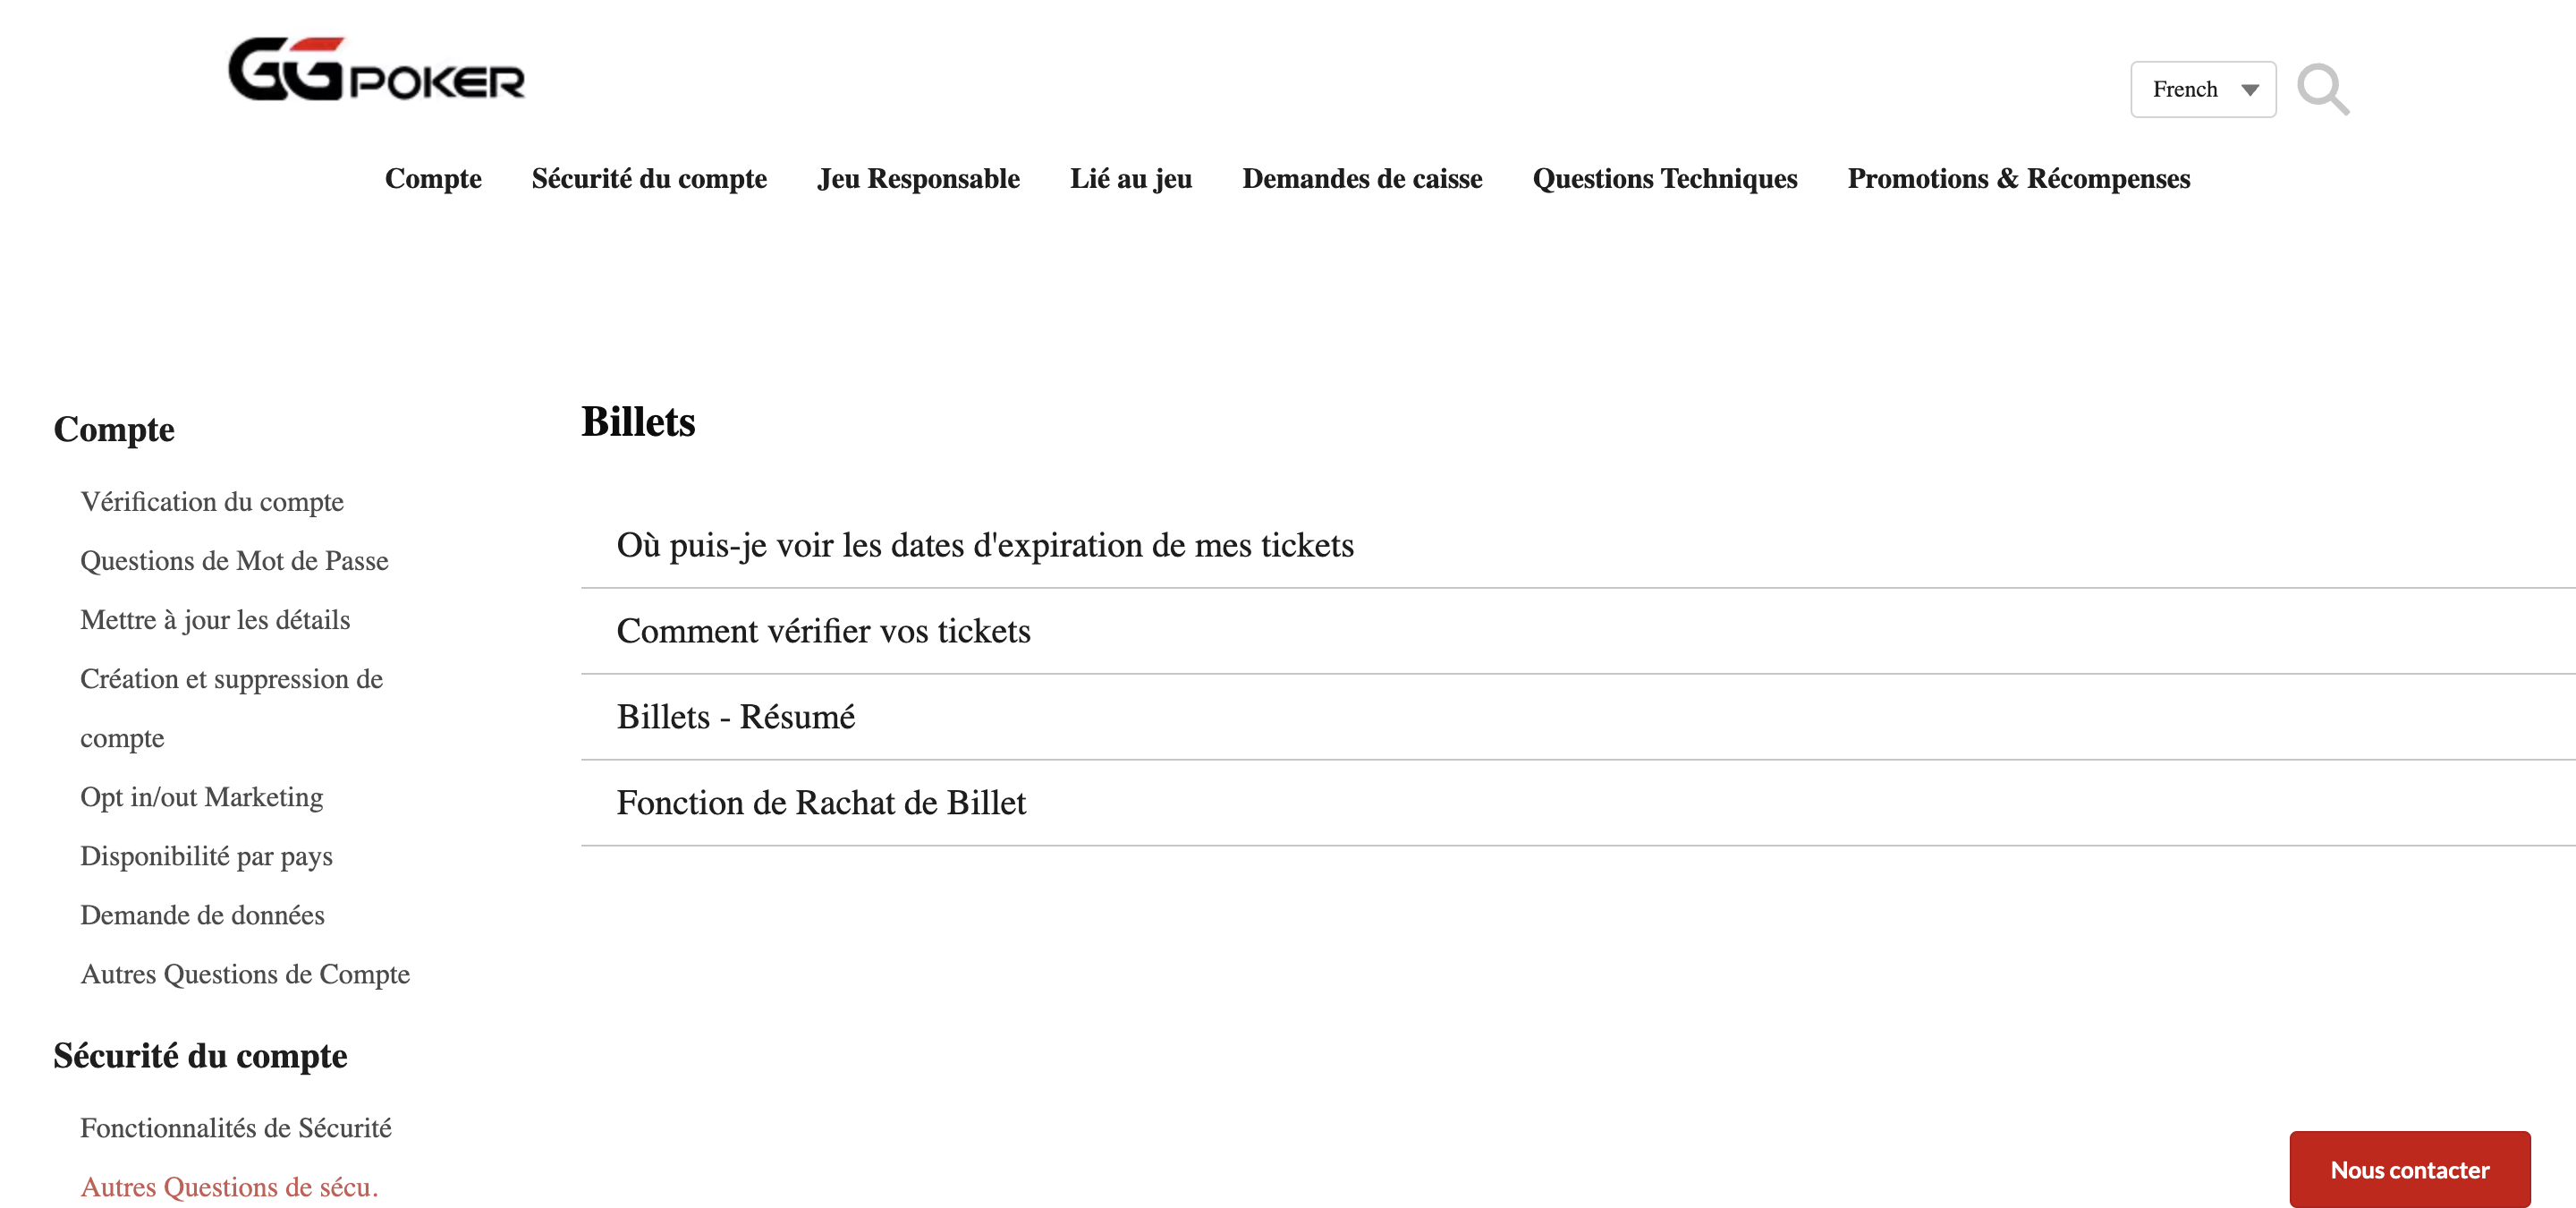 GGPOKER
French
Compte Sécurité du compte Jeu Responsable Lié au jeu Demandes de caisse Questions Techniques Promotions & Récompenses
Compte
Vérification du compte
Questions de Mot de Passe
Mettre à jour les détails
Création et suppression de
compte
Opt in/out Marketing
Disponibilité par pays
Demande de données
Autres Questions de Compte
Sécurité du compte
Fonctionnalités de Sécurité
Autres Questions de sécu.
Billets
Où puis-je voir les dates d'expiration de mes tickets
Comment vérifier vos tickets
Billets - Résumé
Fonction de Rachat de Billet
Nous contacter